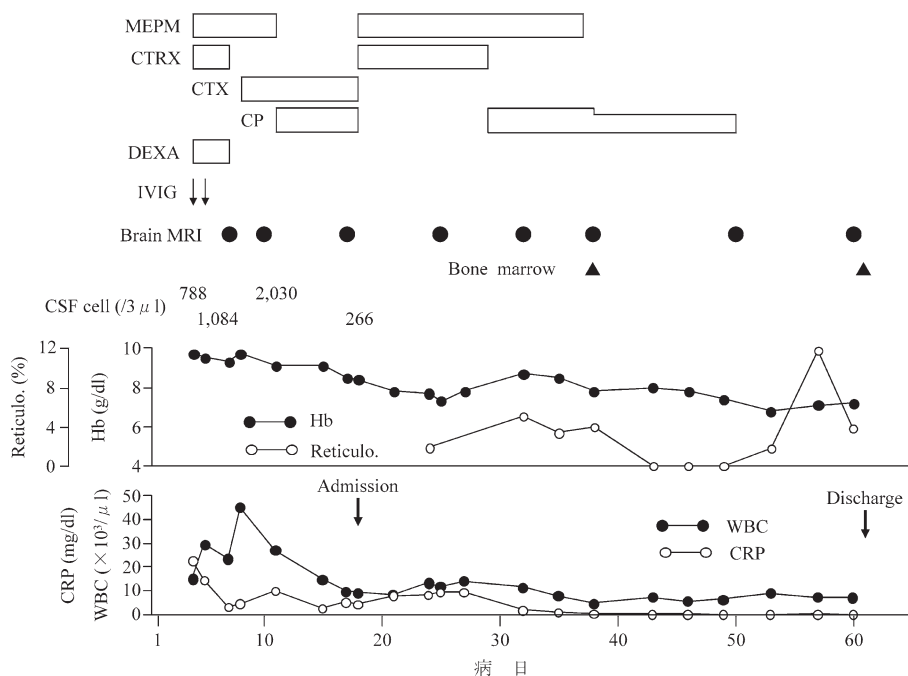 MEPM
CTRX
CTX
CP
DEXA
IVIG
Brain MRI
Bone marrow
CSF cell (/3 μl)
788
1,084
2,030
266
Reticulo. (%)
12
8
4
0
Hb (g/dl)
10
8
6
4
Hb
Reticulo.
Admission
Discharge
CRP (mg/dl)
WBC (×10³/μl)
50
40
30
20
10
0
WBC
CRP
1
10
20
30
40
50
60
病 日